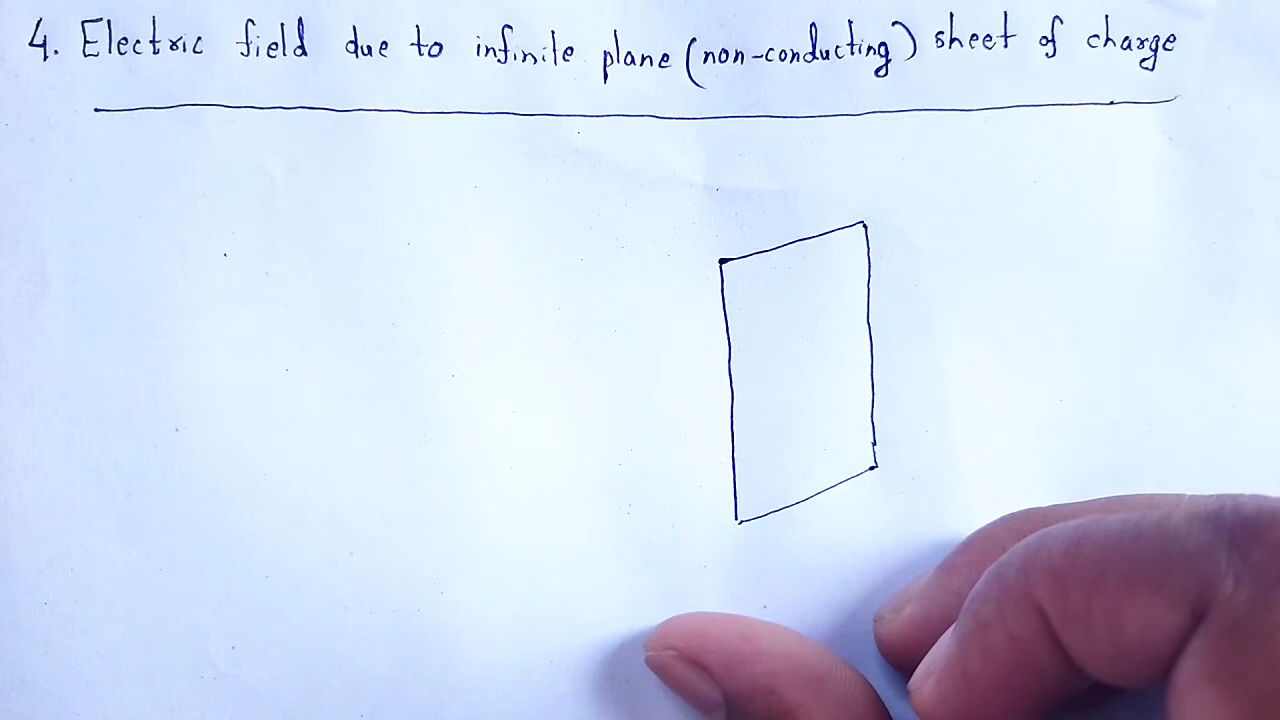 4. Electric field due to infinite plane (non-conducting) sheet of charge